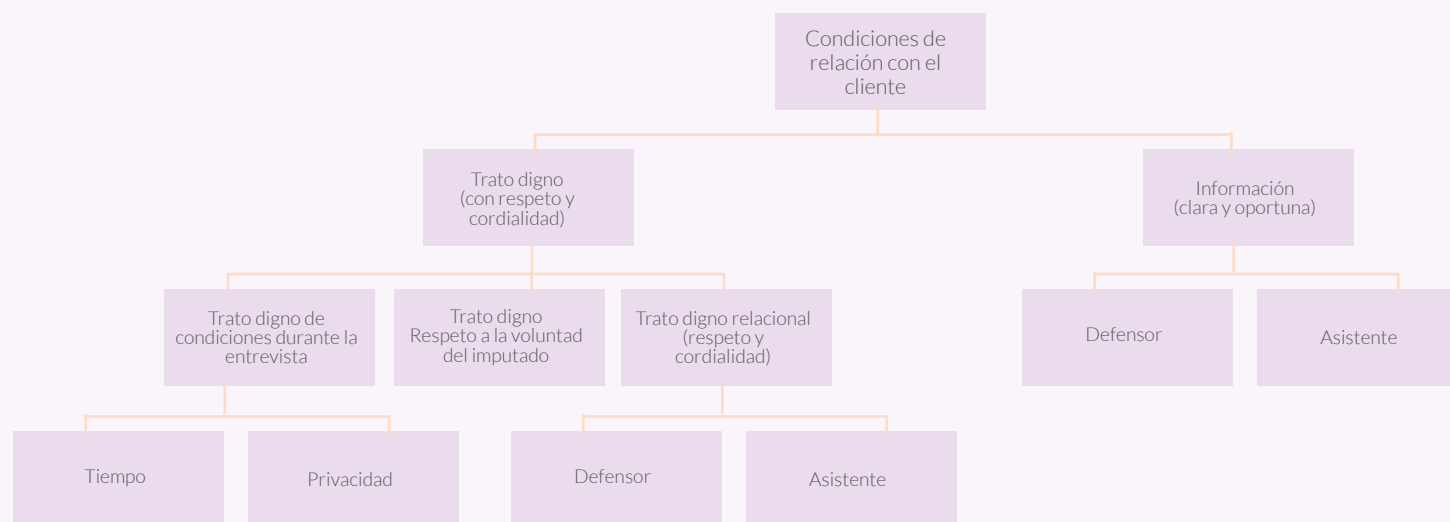 Condiciones de
relación con el
cliente
Trato digno
(con respeto y
cordialidad)
Información
(clara y oportuna)
Trato digno de
condiciones durante la
entrevista
Trato digno
Respeto a la voluntad
del imputado
Trato digno relacional
(respeto y
cordialidad)
Defensor
Asistente
Tiempo
Privacidad
Defensor
Asistente